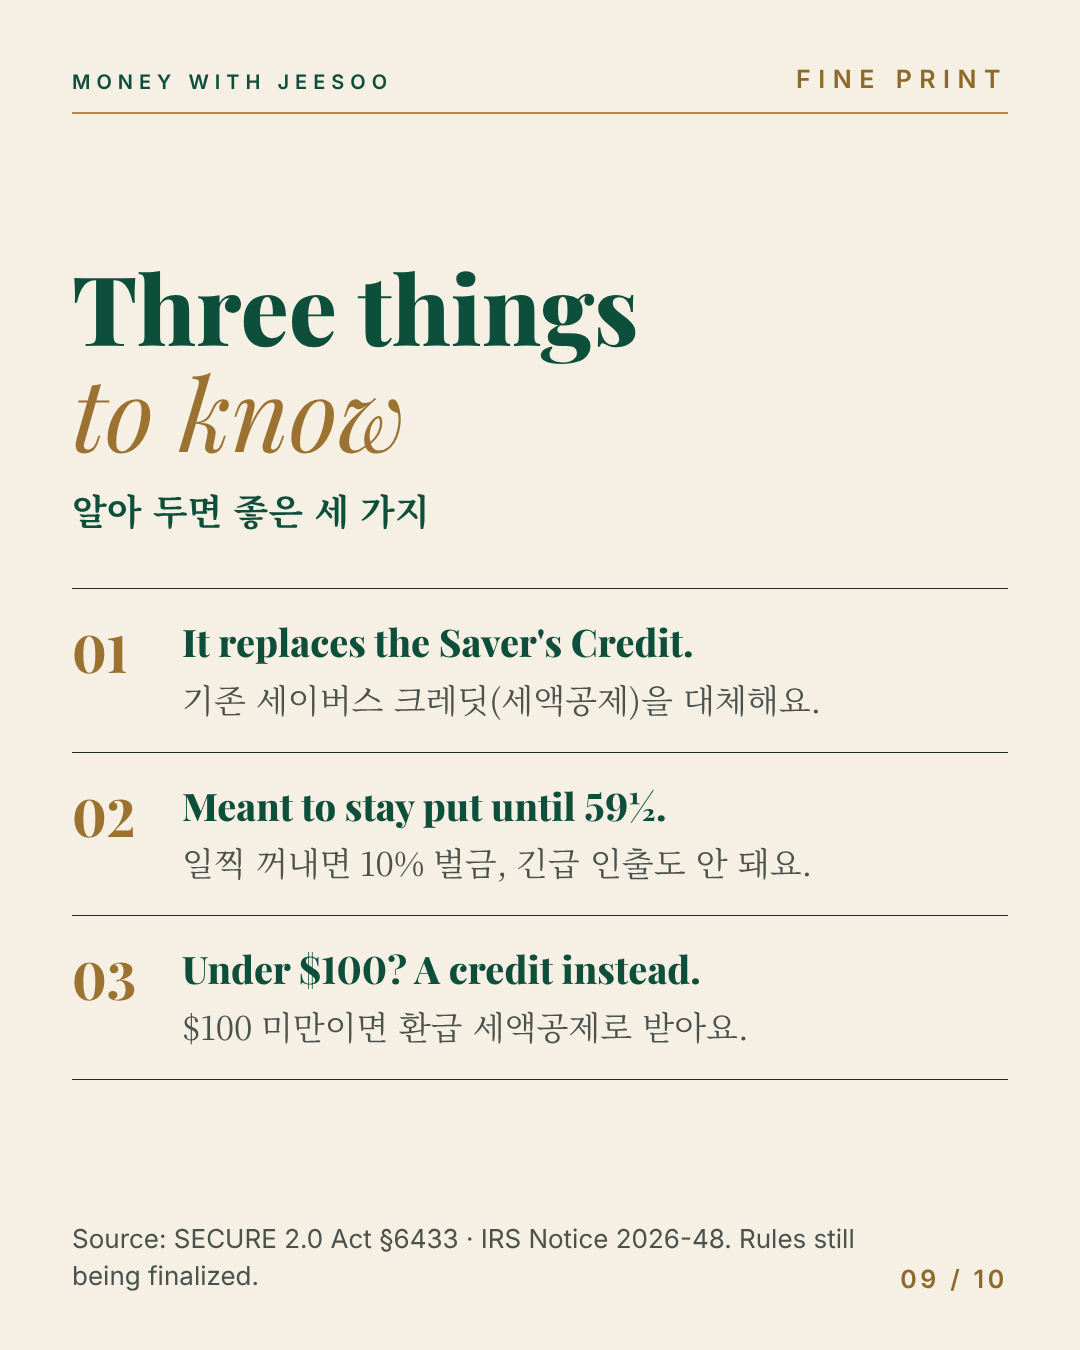 MONEY WITH JEESOO
FINE PRINT
Three things
to know
알아 두면 좋은 세 가지
01
It replaces the Saver's Credit.
기존 세이버스 크레딧(세액공제)을 대체해요.
02
Meant to stay put until 59½.
일찍 꺼내면 10% 벌금, 긴급 인출도 안 돼요.
03
Under $100? A credit instead.
$100 미만이면 환급 세액공제로 받아요.
Source: SECURE 2.0 Act §6433 · IRS Notice 2026-48. Rules still
being finalized.
09 / 10